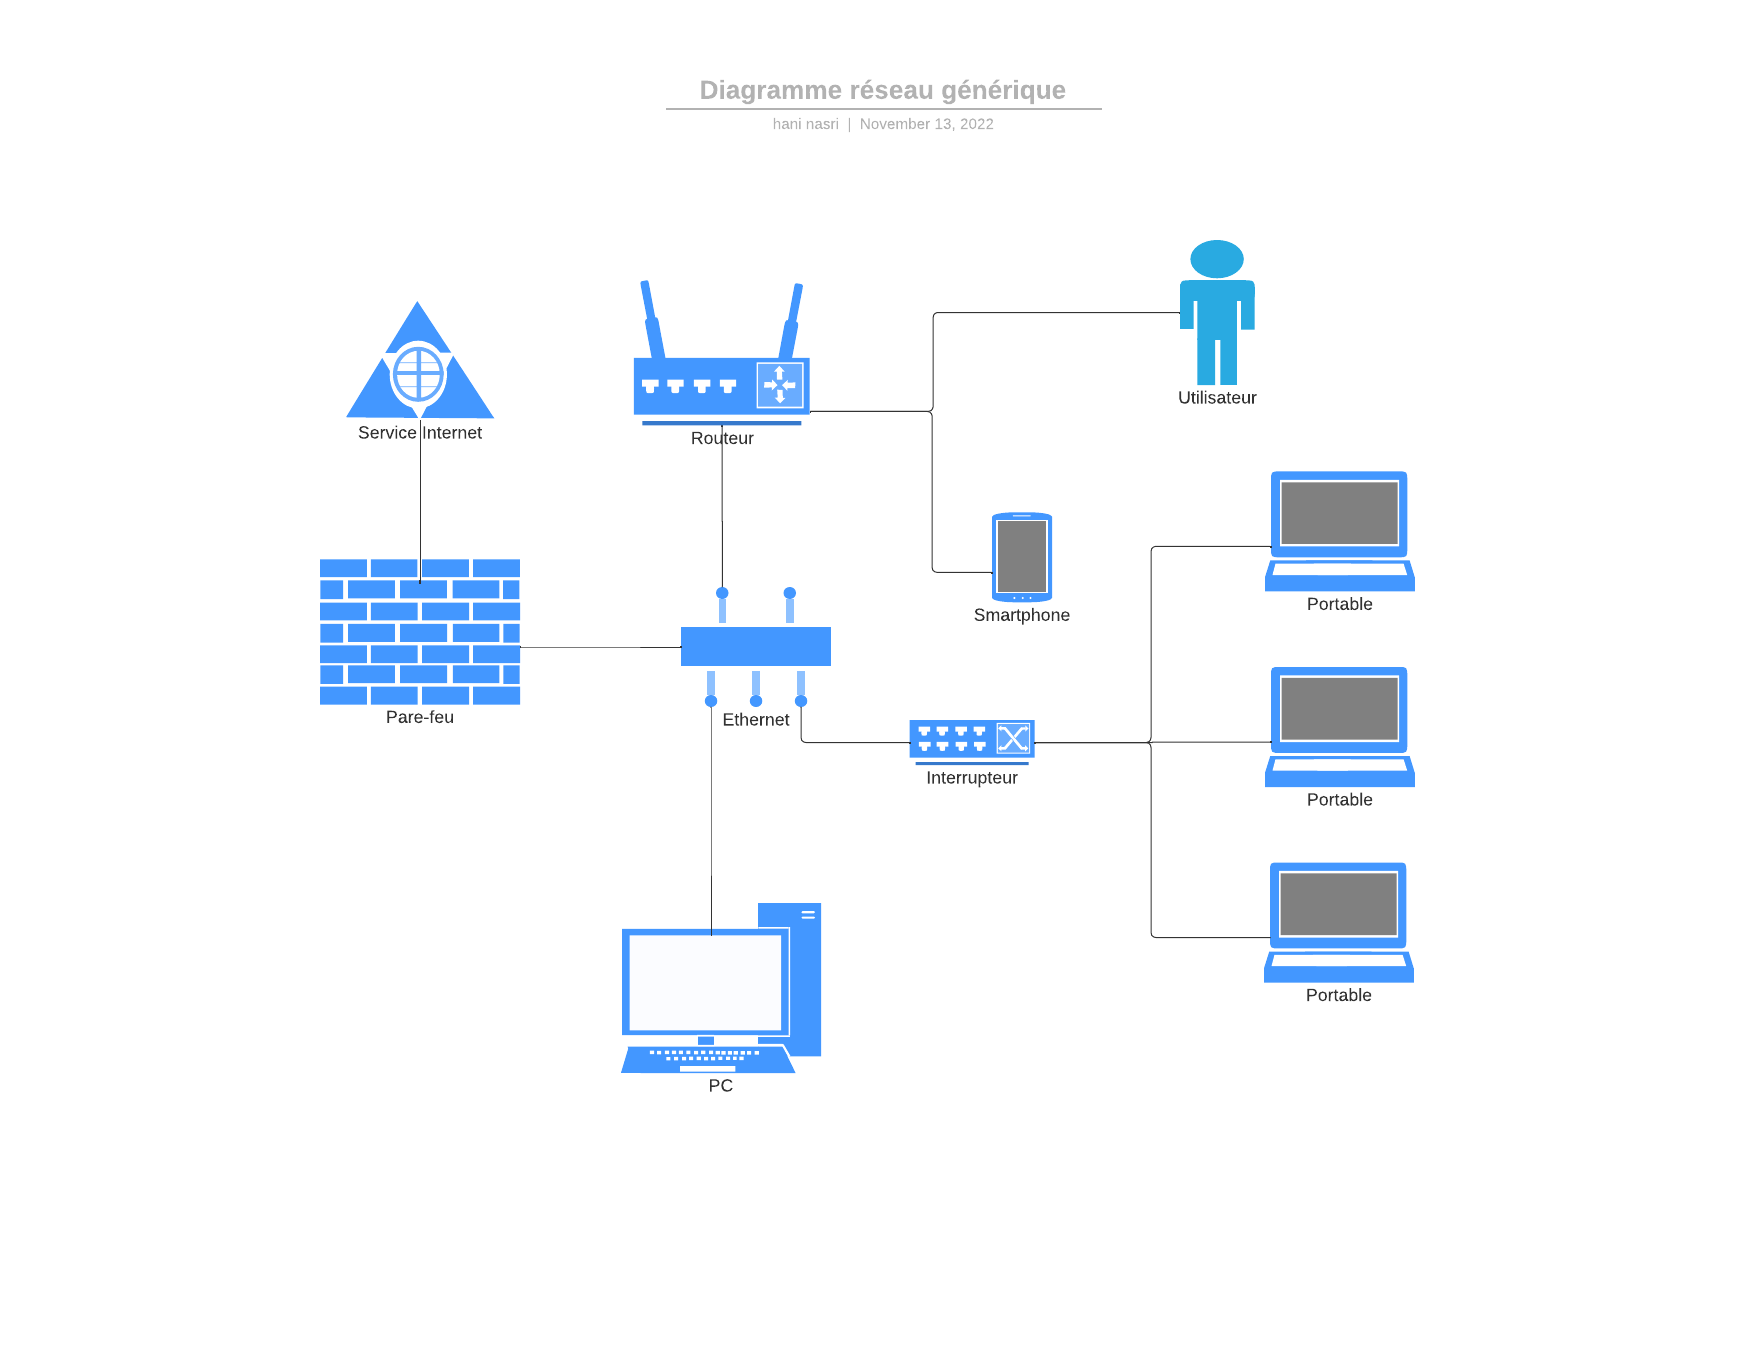 Diagramme réseau générique
hani nasri | November 13, 2022
Utilisateur
Service Internet
Routeur
Smartphone
Portable
Pare-feu
Ethernet
Interrupteur
Portable
Portable
PC